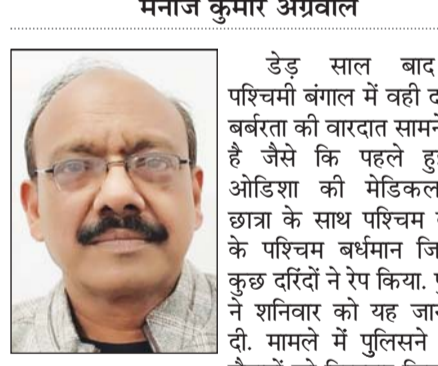 मनोज कुमार अग्रवाल
डेड़ साल बाद
पश्चिमी बंगाल में वही द
बर्बरता की वारदात सामने
है जैसे कि पहले हु
ओडिशा की मेडिकल
छात्रा के साथ पश्चिम
के पश्चिम बर्धमान जि
कुछ दरिंदों ने रेप किया.
ने शनिवार को यह जान
दी. मामले में पुलिसने